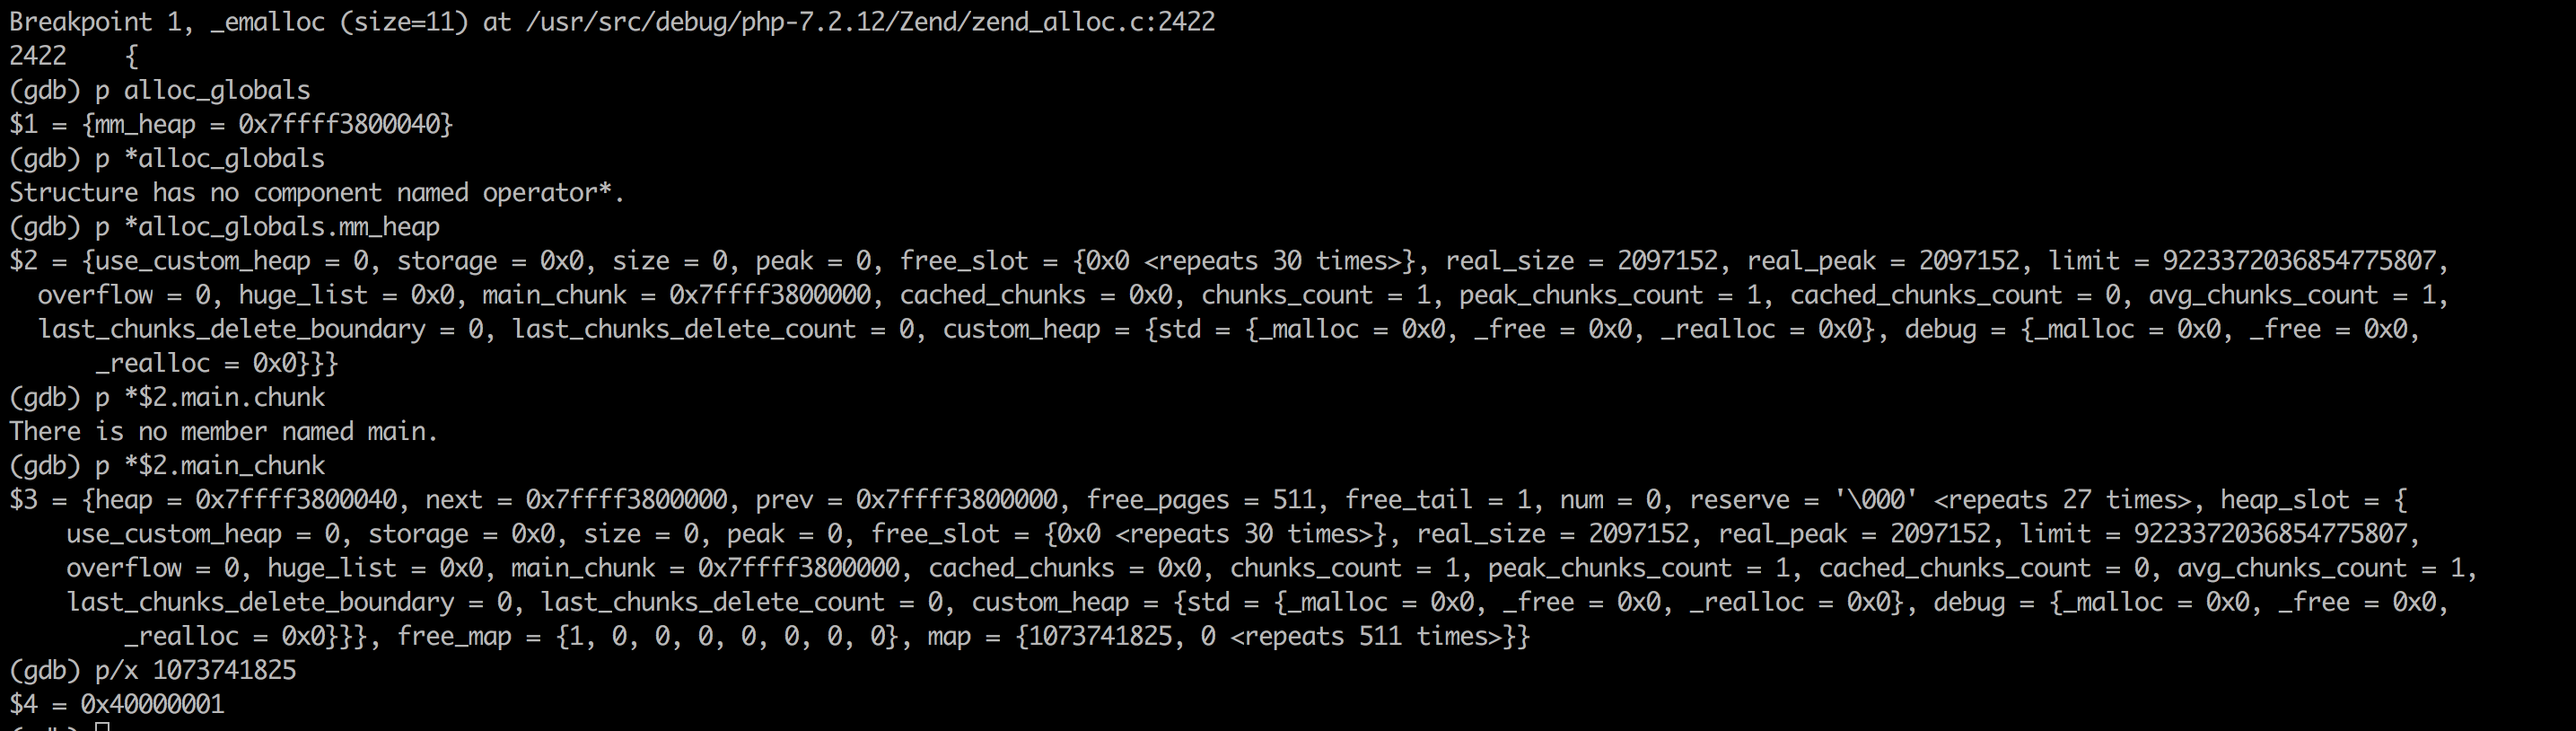 Breakpoint 1, _emalloc (size=11) at /usr/src/debug/php-7.2.12/Zend/zend_alloc.c:2422
2422    {
(gdb) p alloc_globals
$1 = {mm_heap = 0x7ffff3800040}
(gdb) p *alloc_globals
Structure has no component named operator*.
(gdb) p *alloc_globals.mm_heap
$2 = {use_custom_heap = 0, storage = 0x0, size = 0, peak = 0, free_slot = {0x0 <repeats 30 times>}, real_size = 2097152, real_peak = 2097152, limit = 9223372036854775807,
  overflow = 0, huge_list = 0x0, main_chunk = 0x7ffff3800000, cached_chunks = 0x0, chunks_count = 1, peak_chunks_count = 1, cached_chunks_count = 0, avg_chunks_count = 1,
  last_chunks_delete_boundary = 0, last_chunks_delete_count = 0, custom_heap = {std = {_malloc = 0x0, _free = 0x0, _realloc = 0x0}, debug = {_malloc = 0x0, _free = 0x0,
      _realloc = 0x0}}}
(gdb) p *$2.main.chunk
There is no member named main.
(gdb) p *$2.main_chunk
$3 = {heap = 0x7ffff3800040, next = 0x7ffff3800000, prev = 0x7ffff3800000, free_pages = 511, free_tail = 1, num = 0, reserve = '\000' <repeats 27 times>, heap_slot = {
    use_custom_heap = 0, storage = 0x0, size = 0, peak = 0, free_slot = {0x0 <repeats 30 times>}, real_size = 2097152, real_peak = 2097152, limit = 9223372036854775807,
    overflow = 0, huge_list = 0x0, main_chunk = 0x7ffff3800000, cached_chunks = 0x0, chunks_count = 1, peak_chunks_count = 1, cached_chunks_count = 0, avg_chunks_count = 1,
    last_chunks_delete_boundary = 0, last_chunks_delete_count = 0, custom_heap = {std = {_malloc = 0x0, _free = 0x0, _realloc = 0x0}, debug = {_malloc = 0x0, _free = 0x0,
        _realloc = 0x0}}}, free_map = {1, 0, 0, 0, 0, 0, 0, 0}, map = {1073741825, 0 <repeats 511 times>}}
(gdb) p/x 1073741825
$4 = 0x40000001